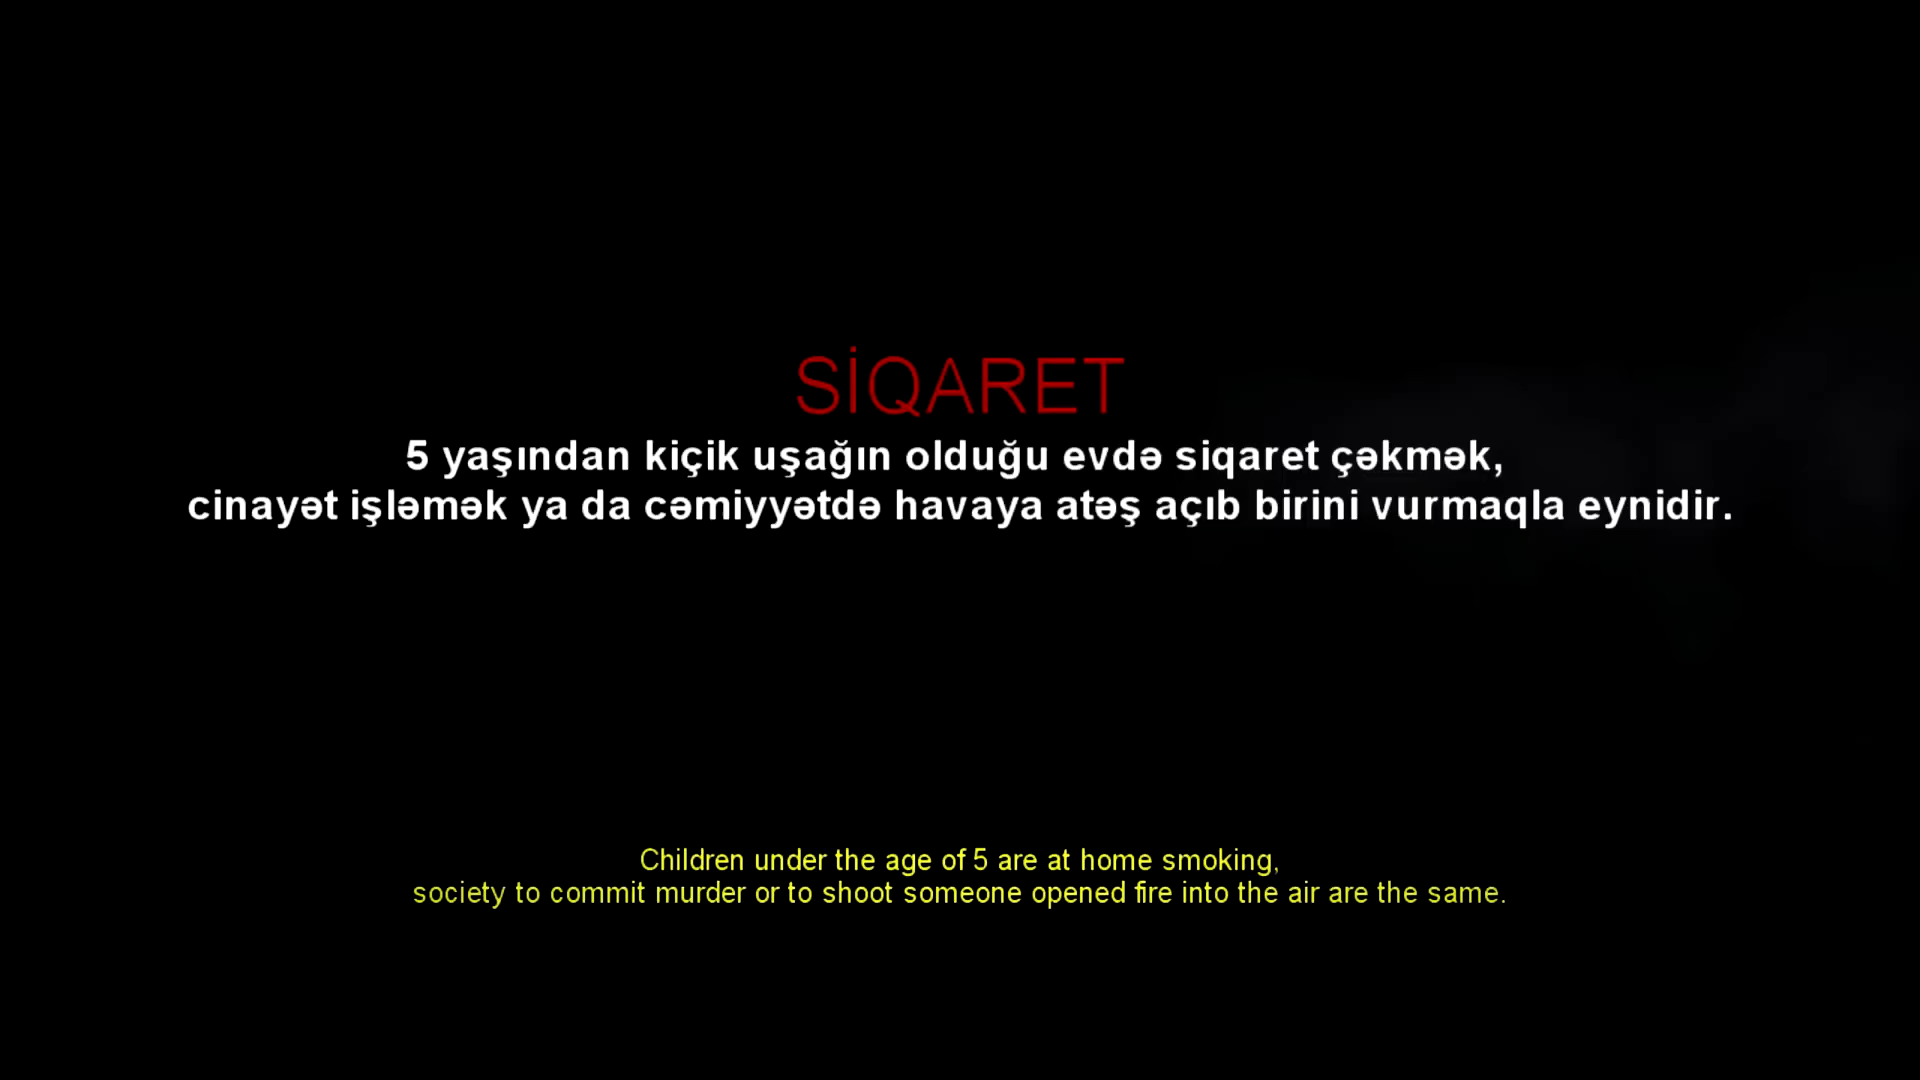 SİQARET
5 yaşından kiçik uşağın olduğu evdə siqaret çəkmək,
cinayət işləmək ya da cəmiyyətdə havaya atəş açıb birini vurmaqla eynidir.
Children under the age of 5 are at home smoking,
society to commit murder or to shoot someone opened fire into the air are the same.